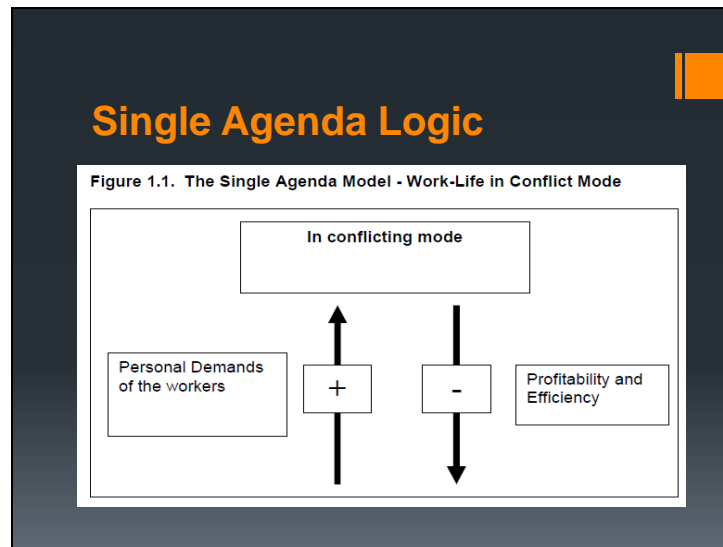 Single Agenda Logic
Figure 1.1. The Single Agenda Model - Work-Life in Conflict Mode
In conflicting mode
Personal Demands
of the workers
+
-
Profitability and
Efficiency